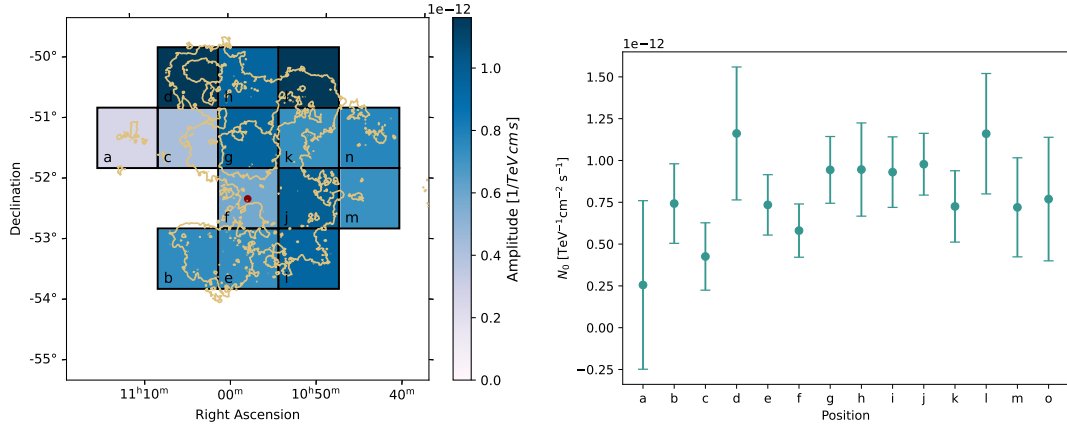 1e−12
-50°
-51°
-52°
-53°
-54°
-55°
Declination
d h
a c g k n
f j m
b e i
11ʰ10ᵐ 00ᵐ 10ʰ50ᵐ 40ᵐ
Right Ascension
1.0
0.8
0.6
0.4
0.2
0.0
Amplitude [1/TeV cm s]
1e−12
1.50
1.25
1.00
0.75
0.50
0.25
0.00
−0.25
N₀ [TeV⁻¹cm⁻² s⁻¹]
a b c d e f g h i j k l m o
Position